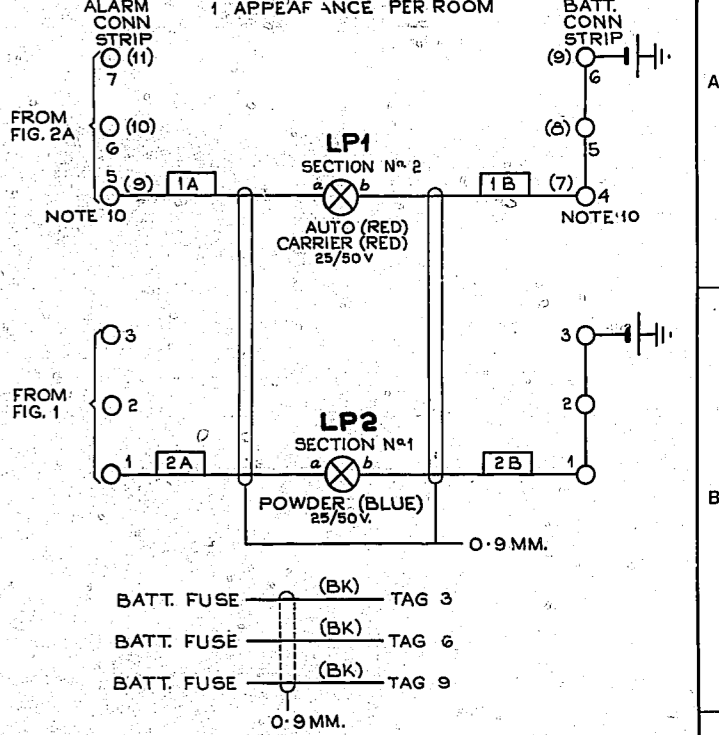 ALARM
CONN
STRIP
1 APPEARANCE PER ROOM
BATT.
CONN
STRIP
(11)
7
(9)
6
A
FROM
FIG. 2A
(10)
6
(8)
5
LP1
SECTION No 2
5
(9)
1A
a
b
1B
(7)
4
NOTE 10
AUTO (RED)
CARRIER (RED)
25/50V
NOTE 10
3
3
FROM
FIG. 1
2
2
LP2
SECTION No 1
1
2A
a
b
2B
1
B
POWDER (BLUE)
25/50V.
0.9 MM.
BATT. FUSE (BK) TAG 3
BATT. FUSE (BK) TAG 6
BATT. FUSE (BK) TAG 9
0.9 MM.